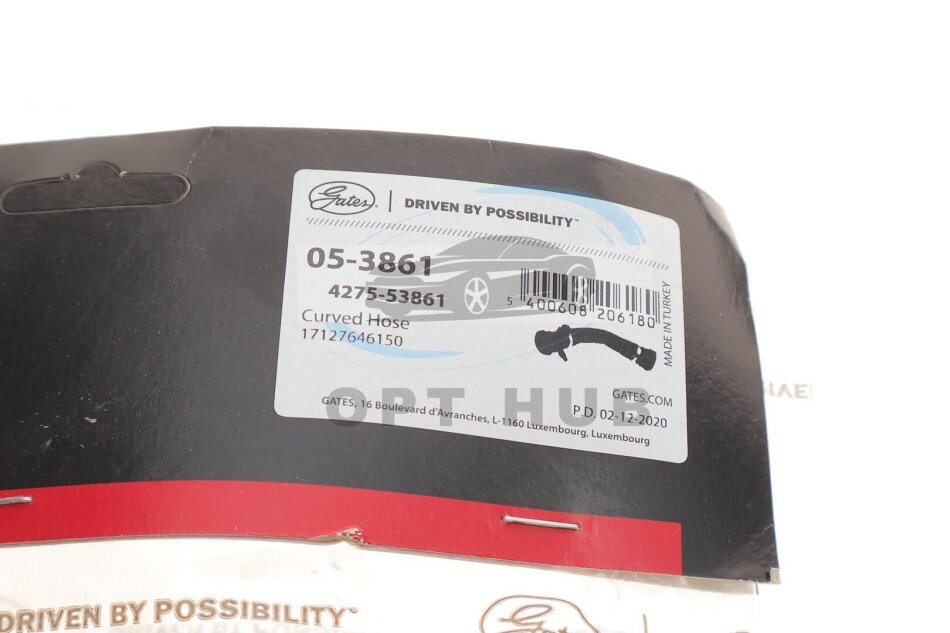 Gates | DRIVEN BY POSSIBILITY™
05-3861
4275-53861
Curved Hose
17127646150
5 400608 206180
MADE IN TURKEY
GATES.COM
P.D. 02-12-2020
GATES, 16 Boulevard d'Avranches, L-1160 Luxembourg, Luxembourg
OPT HUB
DRIVEN BY POSSIBILITY™
Gates